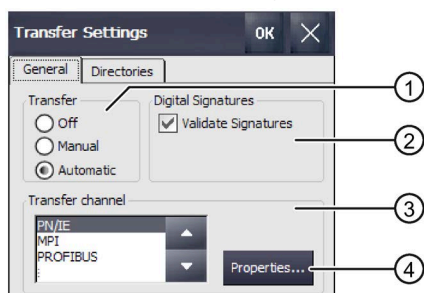 Transfer Settings OK
General Directories
Transfer Digital Signatures
Off Validate Signatures
Manual
Automatic
Transfer channel
PN/IE
MPI
PROFIBUS
:
Properties...
1
2
3
4